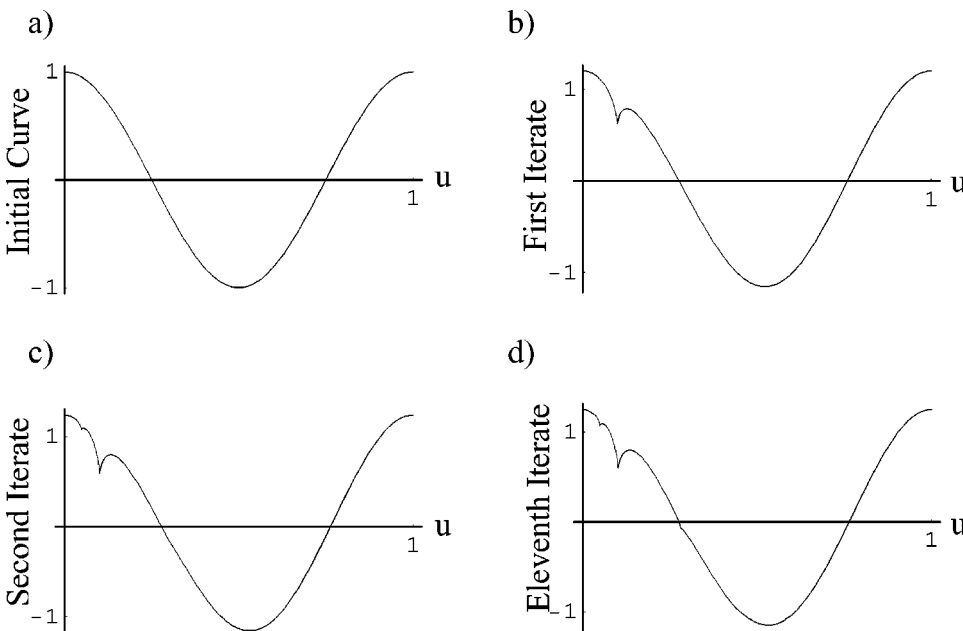 a)
1
Initial Curve
u
1
-1
b)
1
First Iterate
u
1
-1
c)
1
Second Iterate
u
1
-1
d)
1
Eleventh Iterate
u
1
-1